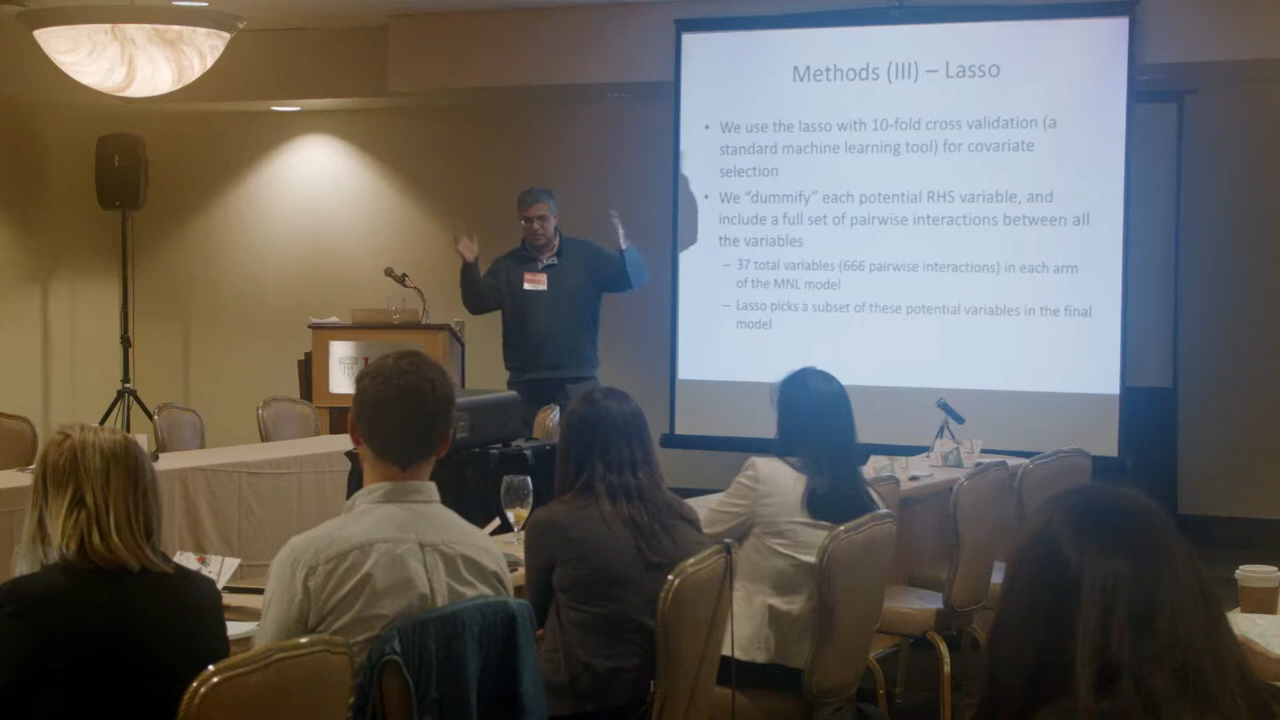 Methods (III) – Lasso
• We use the lasso with 10-fold cross validation (a
standard machine learning tool) for covariate
selection
• We “dummify” each potential RHS variable, and
include a full set of pairwise interactions between all
the variables
– 37 total variables (666 pairwise interactions) in each arm
of the MNL model
– Lasso picks a subset of these potential variables in the final
model